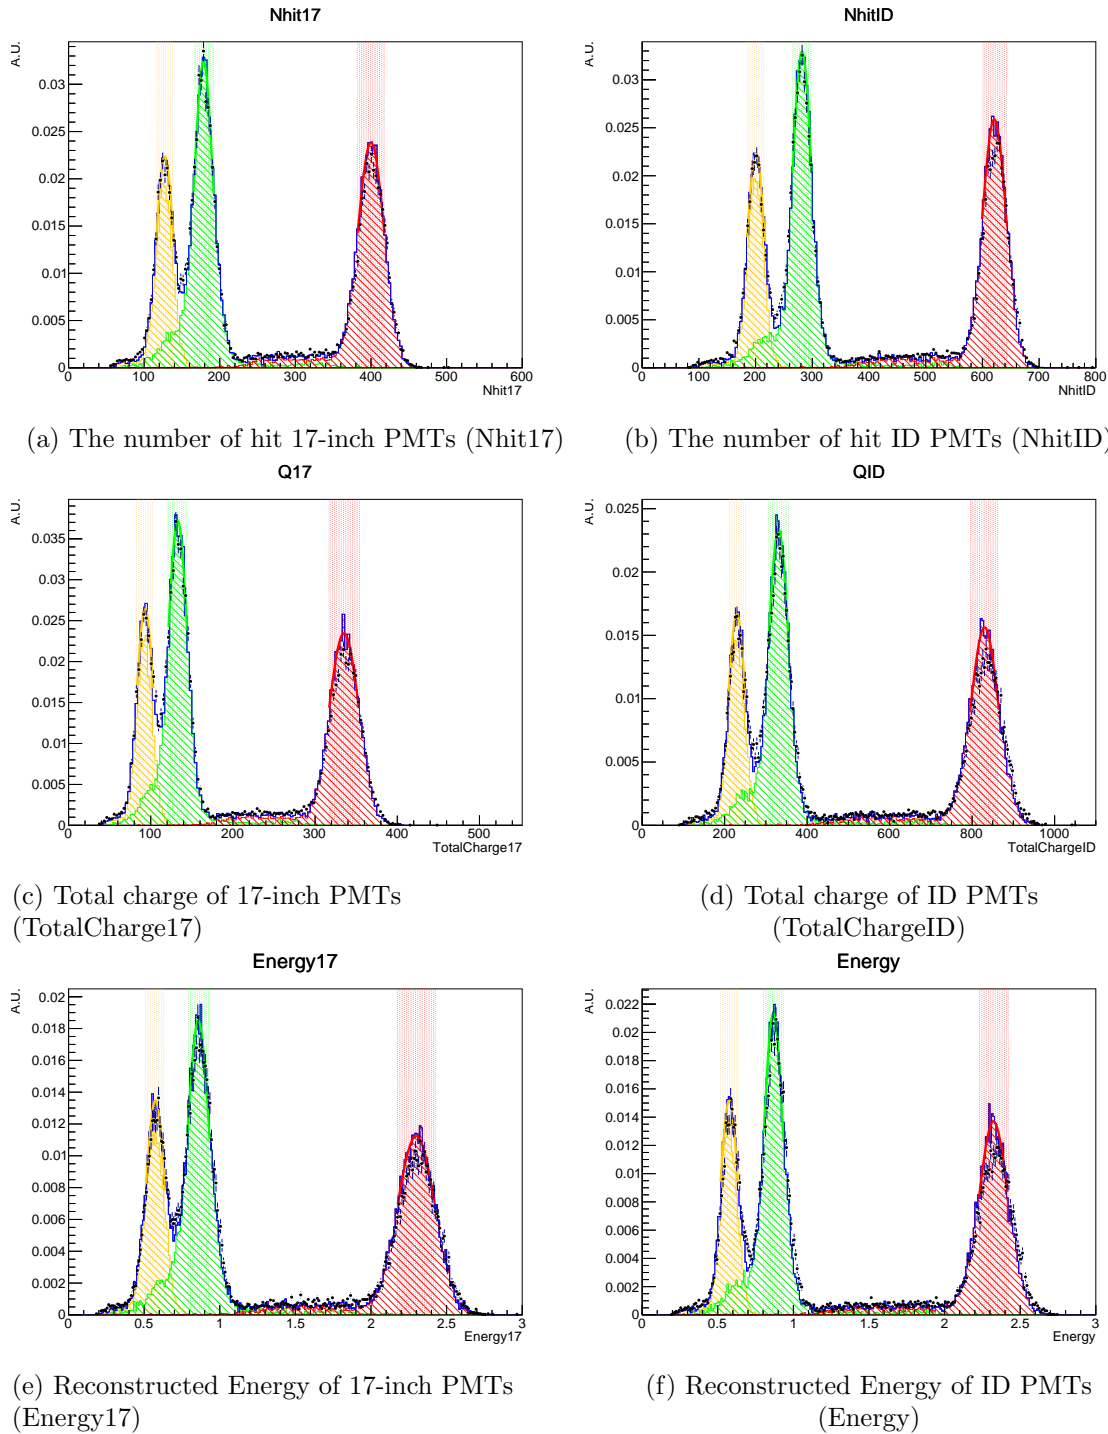 Nhit17
A.U.
0.03
0.025
0.02
0.015
0.01
0.005
0
0 100 200 300 400 500 600
Nhit17
(a) The number of hit 17-inch PMTs (Nhit17)
NhitID
A.U.
0.03
0.025
0.02
0.015
0.01
0.005
0
0 100 200 300 400 500 600 700 800
NhitID
(b) The number of hit ID PMTs (NhitID)
Q17
A.U.
0.035
0.03
0.025
0.02
0.015
0.01
0.005
0
0 100 200 300 400 500
TotalCharge17
(c) Total charge of 17-inch PMTs
(TotalCharge17)
QID
A.U.
0.025
0.02
0.015
0.01
0.005
0
0 200 400 600 800 1000
TotalChargeID
(d) Total charge of ID PMTs
(TotalChargeID)
Energy17
A.U.
0.02
0.018
0.016
0.014
0.012
0.01
0.008
0.006
0.004
0.002
0
0 0.5 1 1.5 2 2.5 3
Energy17
(e) Reconstructed Energy of 17-inch PMTs
(Energy17)
Energy
A.U.
0.022
0.02
0.018
0.016
0.014
0.012
0.01
0.008
0.006
0.004
0.002
0
0 0.5 1 1.5 2 2.5 3
Energy
(f) Reconstructed Energy of ID PMTs
(Energy)